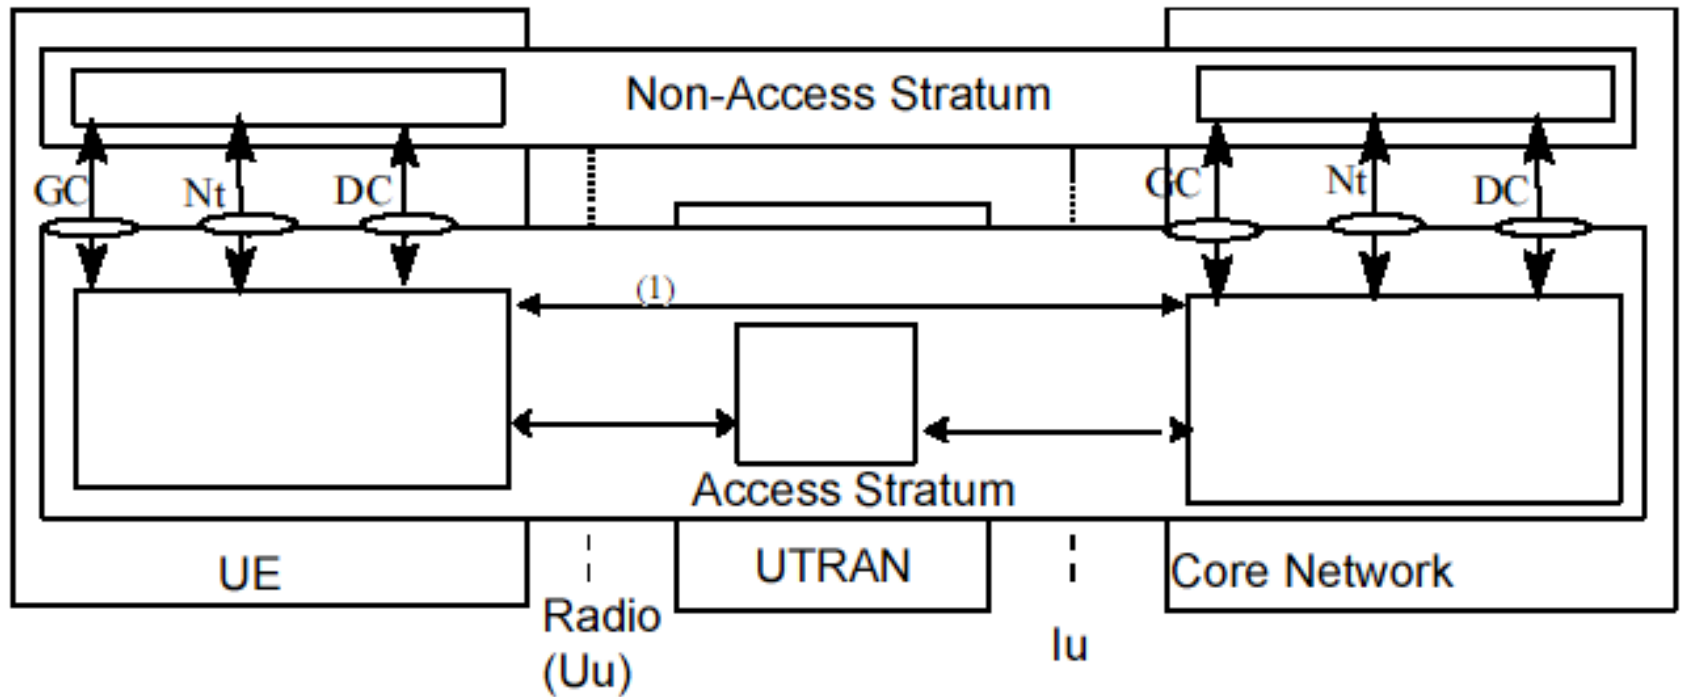 Non-Access Stratum
GC
Nt
DC
GC
Nt
DC
(1)
Access Stratum
UE
UTRAN
Core Network
Radio
(Uu)
Iu